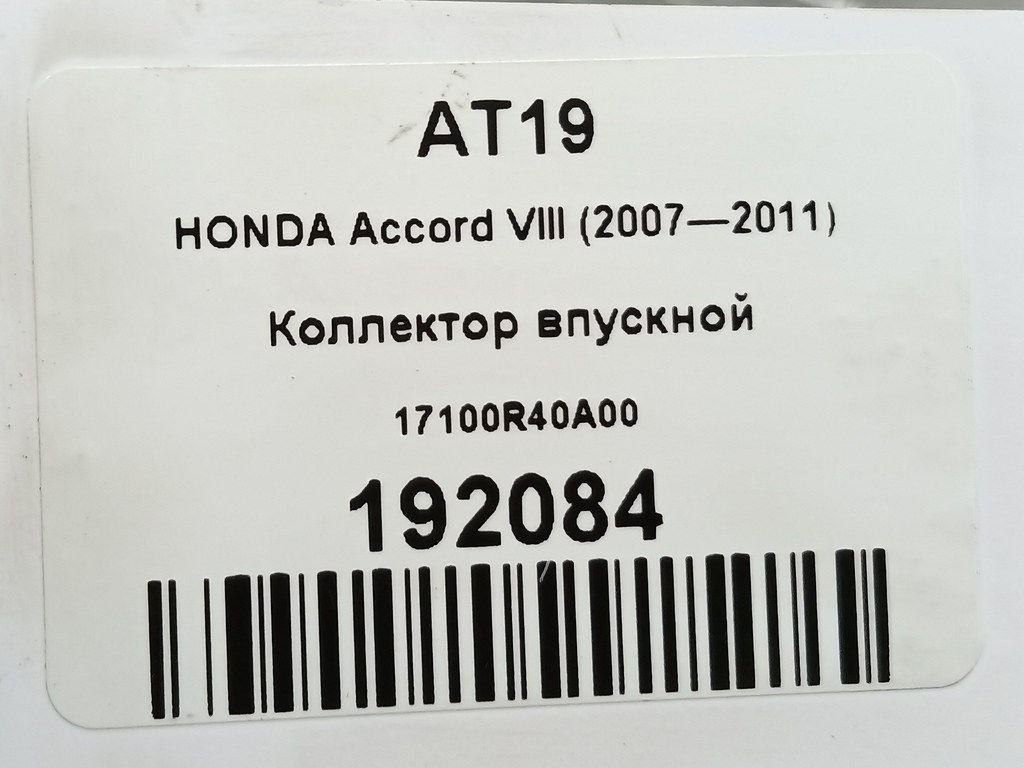 AT19
HONDA Accord VIII (2007—2011)
Коллектор впускной
17100R40A00
192084